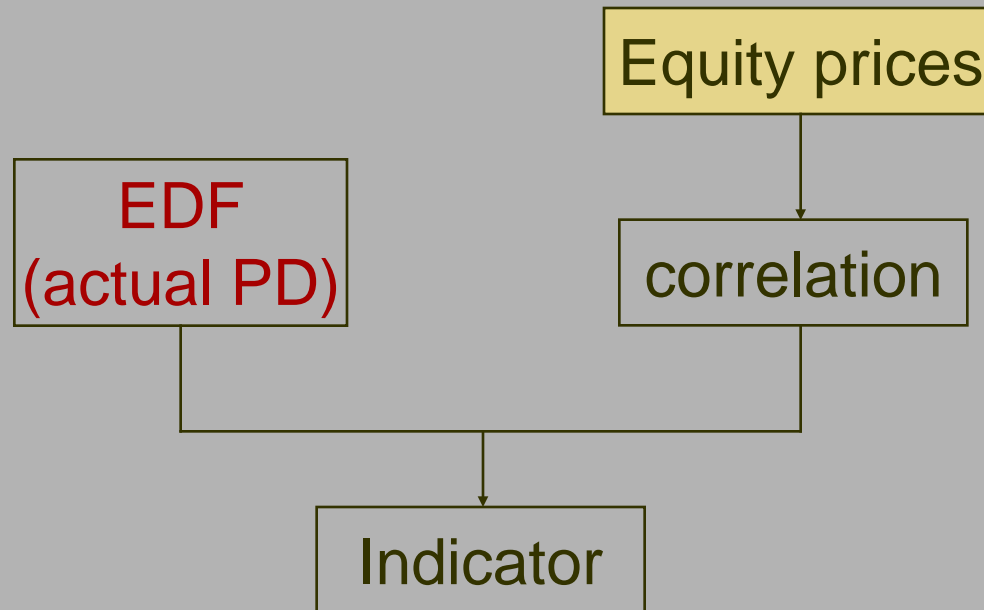 Equity prices
EDF
(actual PD)
correlation
Indicator